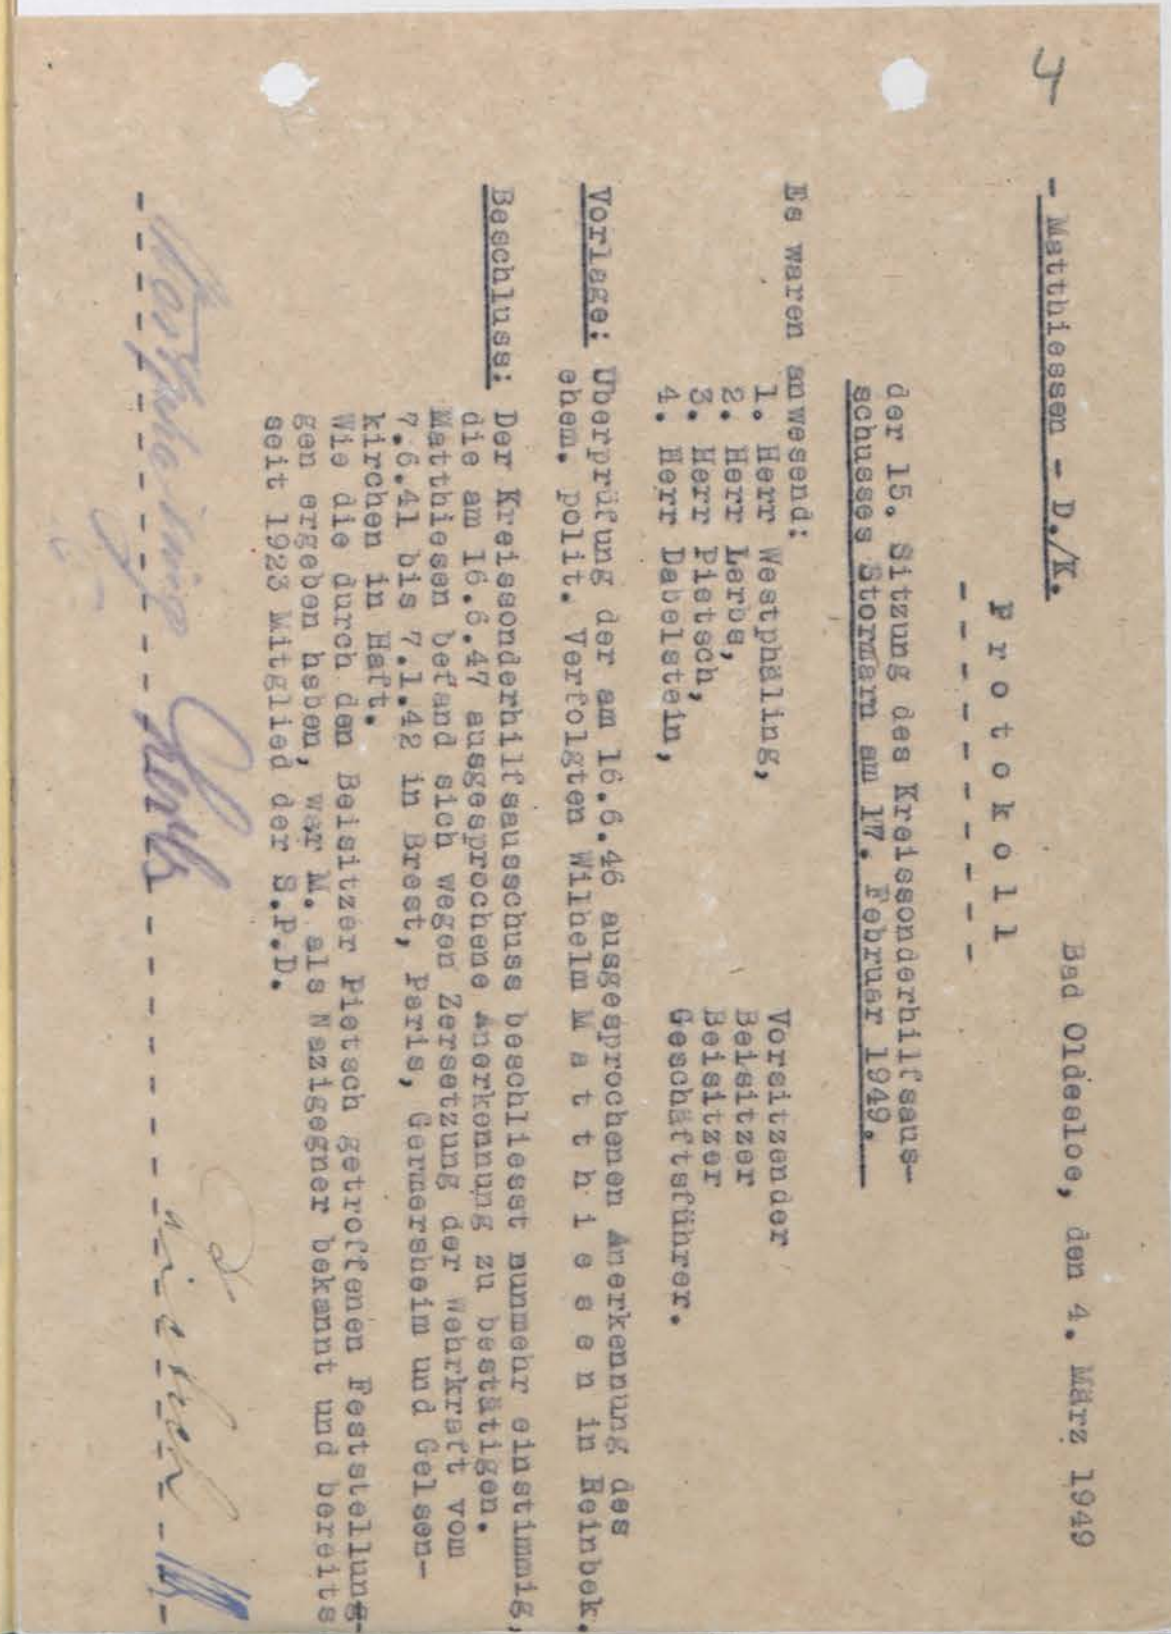 - Matthiessen - D./K.
Bad Oldesloe, den 4. März 1949
P r o t o k o l l
- - - - - - - - - -
der 15. Sitzung des Kreissonderhilfsaus-
schusses Stormarn am 17. Februar 1949.
Es waren anwesend:
1. Herr Westphäling, Vorsitzender
2. Herr Lerbs, Beisitzer
3. Herr Pietsch, Beisitzer
4. Herr Dabelstein, Geschäftsführer.
Vorlage: Überprüfung der am 16.6.46 ausgesprochenen Anerkennung des
ehem. polit. Verfolgten Wilhelm M a t t h i e s e n in Reinbek.
Beschluss: Der Kreissonderhilfsausschuss beschliesst nunmehr einstimmig,
die am 16.6.47 ausgesprochene Anerkennung zu bestätigen.
Matthiesen befand sich wegen Zersetzung der Wehrkraft vom
7.6.41 bis 7.1.42 in Brest, Paris, Germersheim und Gelsen-
kirchen in Haft.
Wie die durch den Beisitzer Pietsch getroffenen Feststellung-
gen ergeben haben, war M. als Nazigegner bekannt und bereits
seit 1923 Mitglied der S.P.D.
Westphäling Lerbs Pietsch